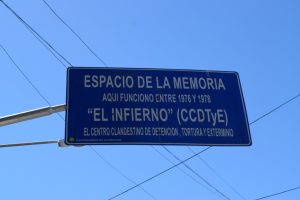 ESPACIO DE LA MEMORIA
AQUI FUNCIONO ENTRE 1976 Y 1978
"EL INFIERNO" (CCDTyE)
EL CENTRO CLANDESTINO DE DETENCION, TORTURA Y EXTERMINIO